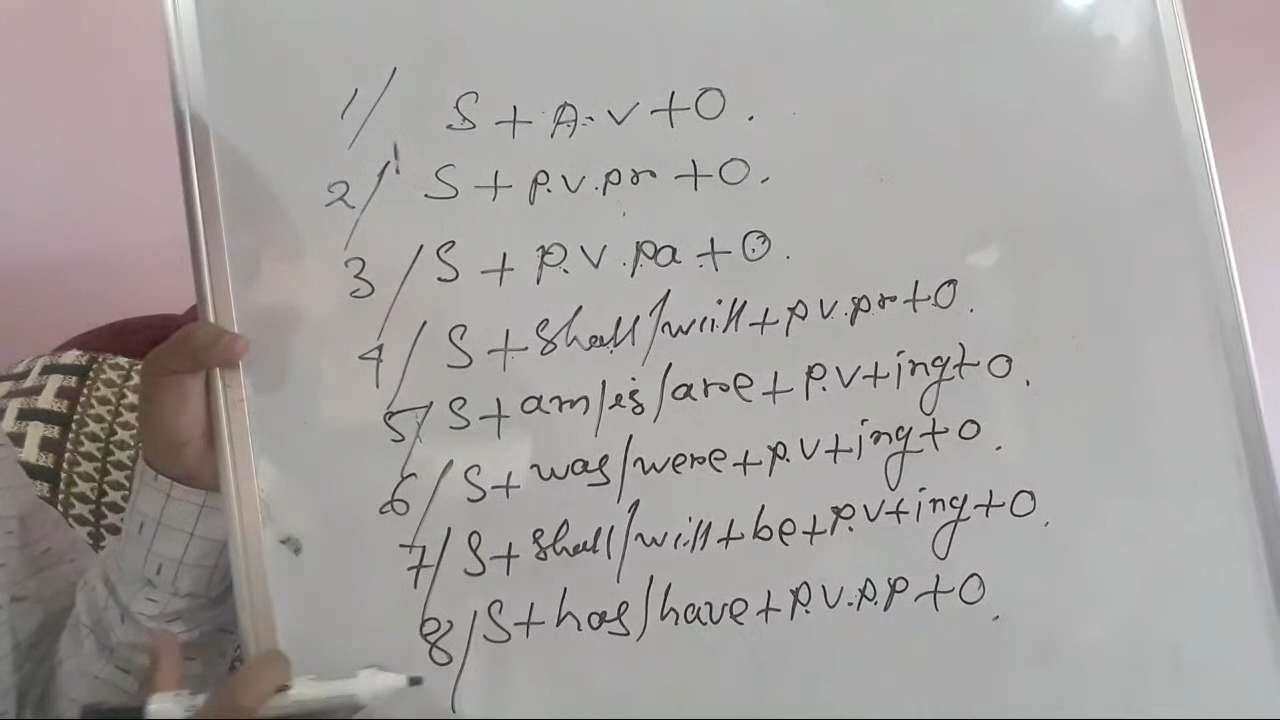 1/ S + A.v + O.
2/ S + p.v.pr + O.
3/ S + p.v.pa + O.
4/ S + shall/will + p.v.pr + O.
5/ S + am/is/are + p.v + ing + O.
6/ S + was/were + p.v + ing + O.
7/ S + shall/will + be + p.v + ing + O.
8/ S + has/have + p.v.p.p + O.